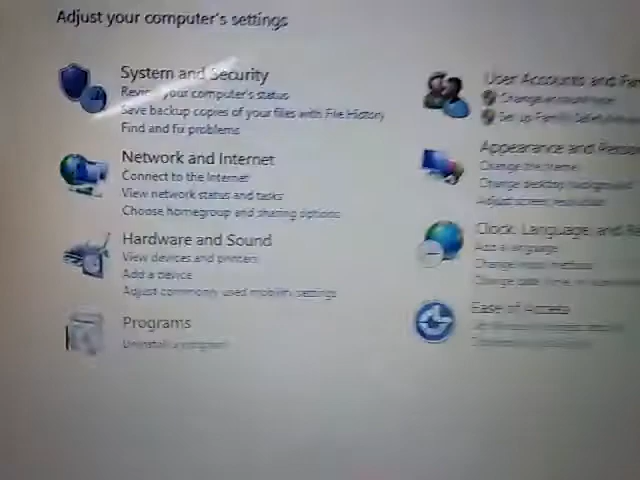 Adjust your computer's settings
System and Security
Review your computer's status
Save backup copies of your files with File History
Find and fix problems
Network and Internet
Connect to the Internet
View network status and tasks
Choose homegroup and sharing options
Hardware and Sound
View devices and printers
Add a device
Adjust commonly used mobility settings
Programs
Uninstall a program
User Accounts and Fam
Change account type
Set up Family Safety
Appearance and Person
Change the theme
Change desktop background
Adjust screen resolution
Clock, Language, and Re
Add a language
Change input methods
Change date, time, or
Ease of Access